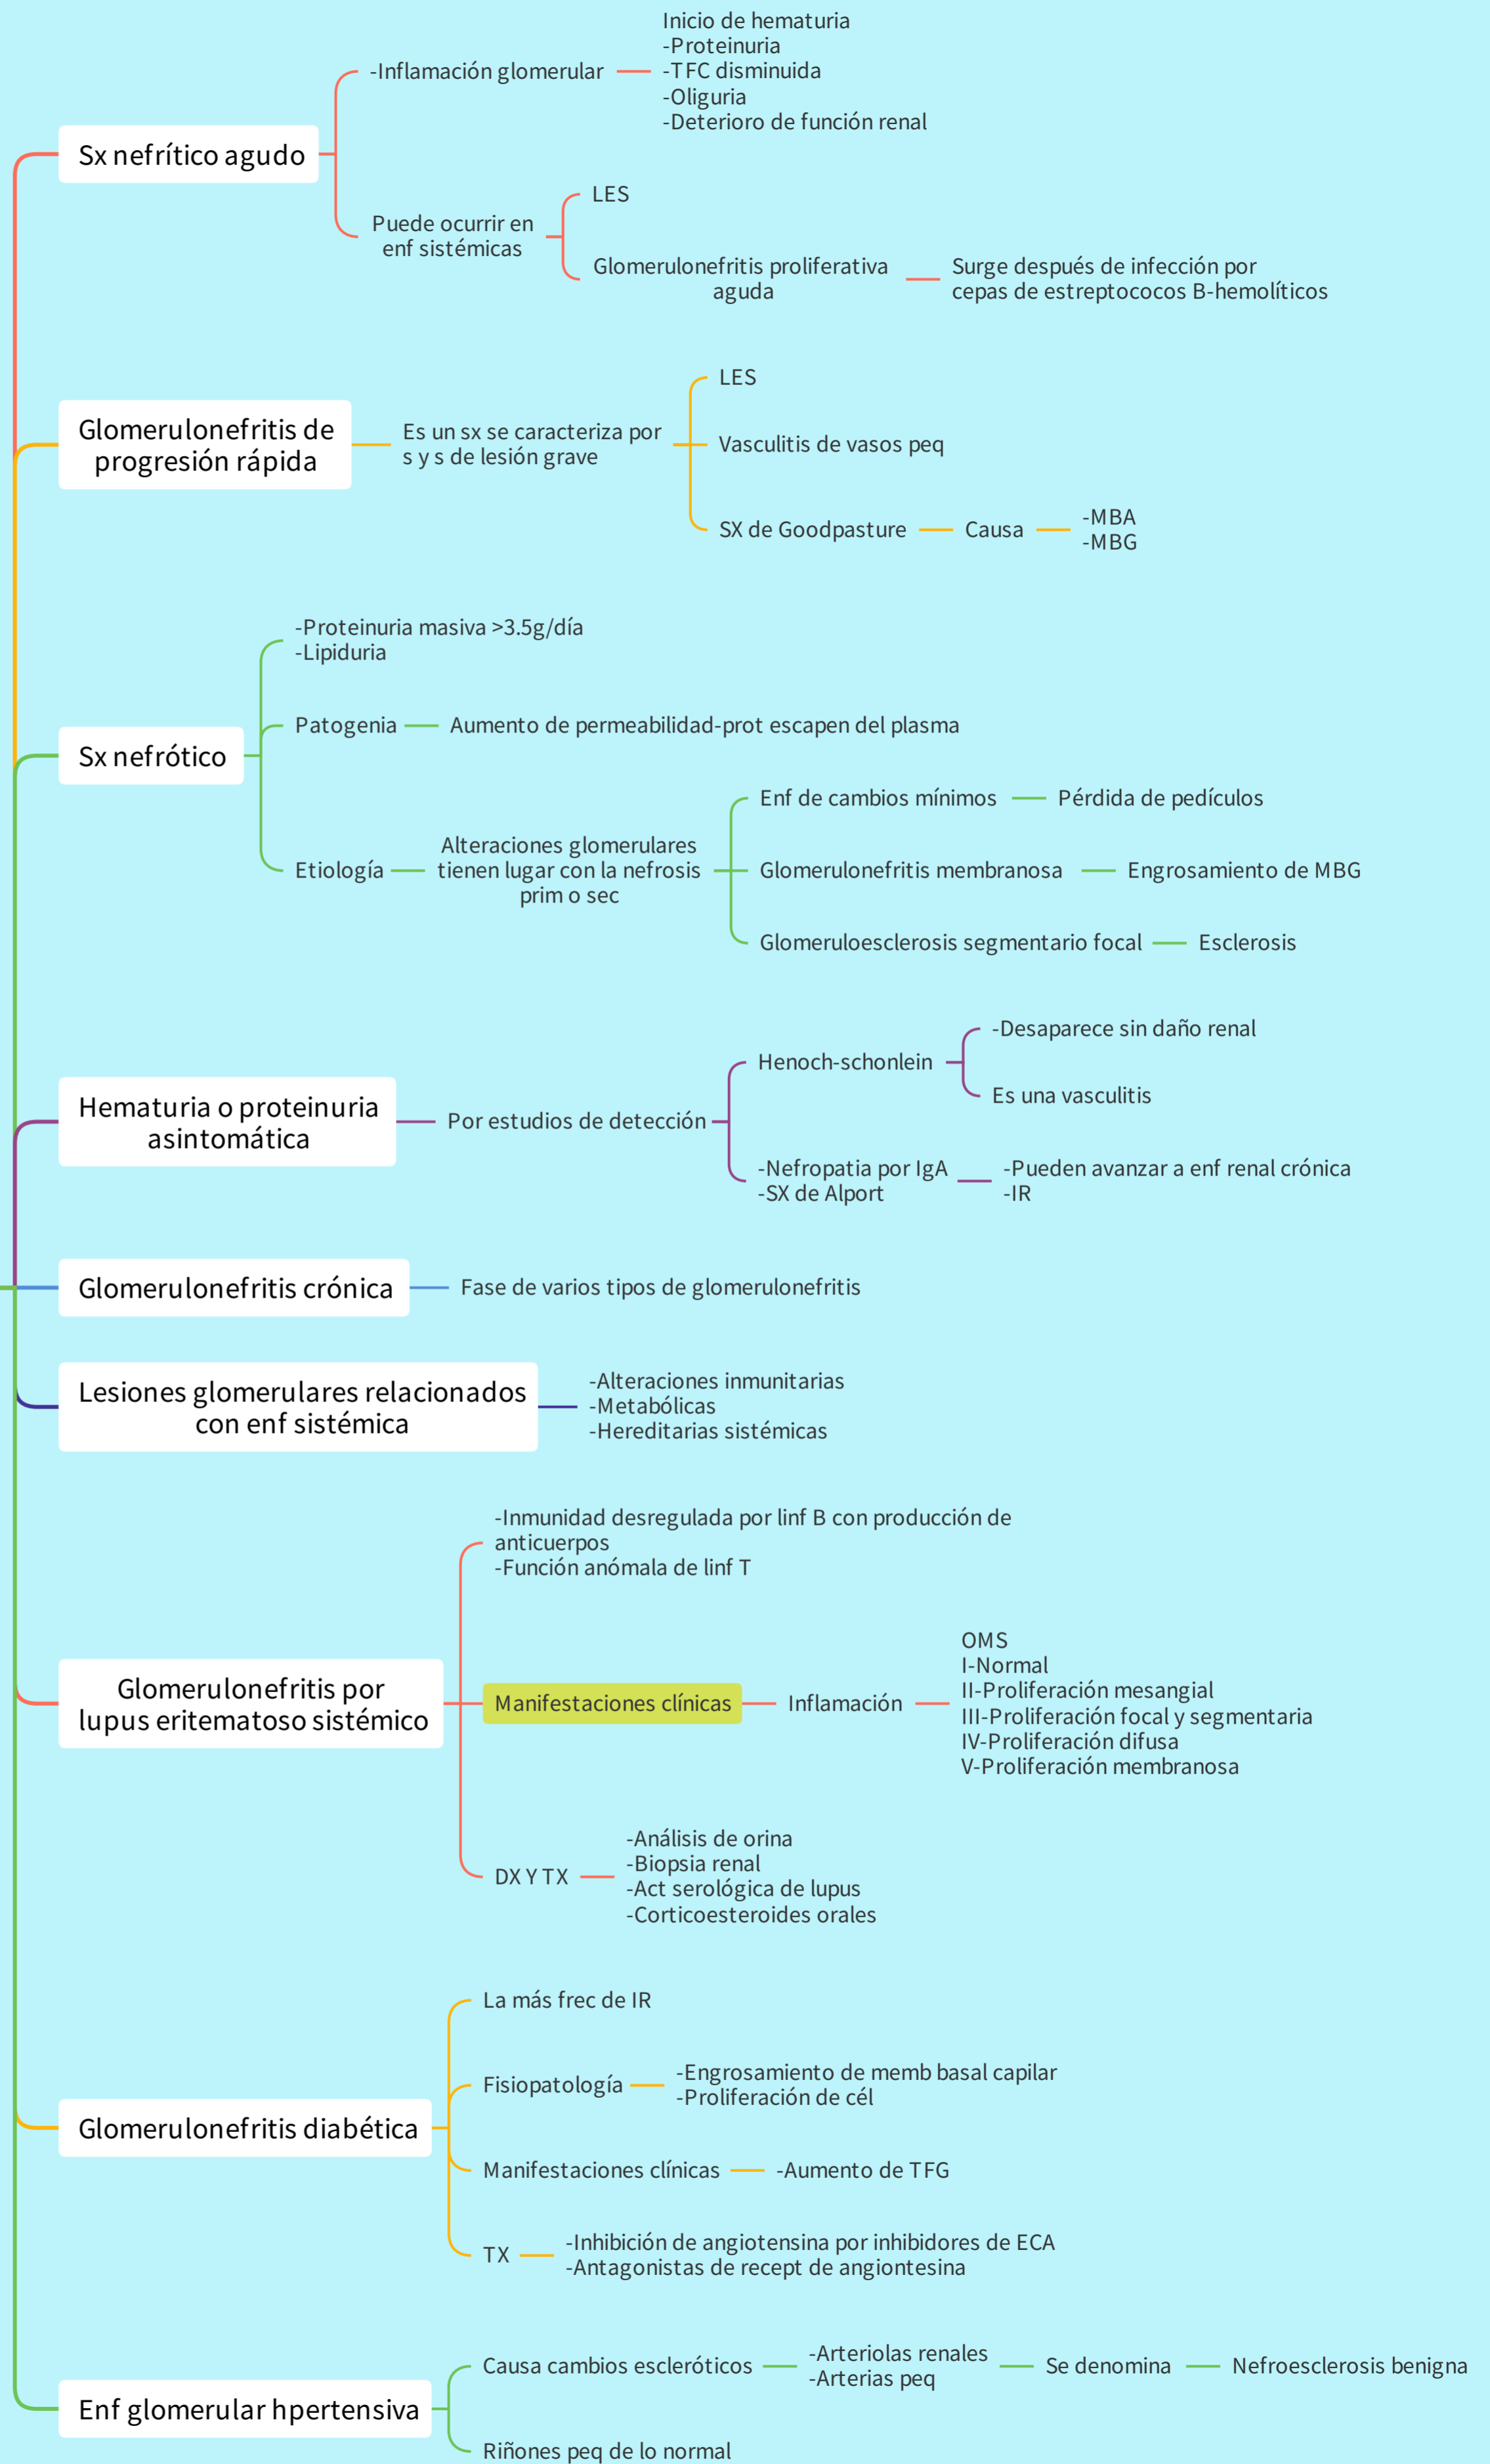 Sx nefrítico agudo
-Inflamación glomerular
Inicio de hematuria
-Proteinuria
-TFC disminuida
-Oliguria
-Deterioro de función renal
Puede ocurrir en
enf sistémicas
LES
Glomerulonefritis proliferativa
aguda
Surge después de infección por
cepas de estreptococos B-hemolíticos
Glomerulonefritis de
progresión rápida
Es un sx se caracteriza por
s y s de lesión grave
LES
Vasculitis de vasos peq
SX de Goodpasture
Causa
-MBA
-MBG
Sx nefrótico
-Proteinuria masiva >3.5g/día
-Lipiduria
Patogenia
Aumento de permeabilidad-prot escapen del plasma
Etiología
Alteraciones glomerulares
tienen lugar con la nefrosis
prim o sec
Enf de cambios mínimos
Pérdida de pedículos
Glomerulonefritis membranosa
Engrosamiento de MBG
Glomeruloesclerosis segmentario focal
Esclerosis
Hematuria o proteinuria
asintomática
Por estudios de detección
Henoch-schonlein
-Desaparece sin daño renal
Es una vasculitis
-Nefropatia por IgA
-SX de Alport
-Pueden avanzar a enf renal crónica
-IR
Glomerulonefritis crónica
Fase de varios tipos de glomerulonefritis
Lesiones glomerulares relacionados
con enf sistémica
-Alteraciones inmunitarias
-Metabólicas
-Hereditarias sistémicas
Glomerulonefritis por
lupus eritematoso sistémico
-Inmunidad desregulada por linf B con producción de
anticuerpos
-Función anómala de linf T
Manifestaciones clínicas
Inflamación
OMS
I-Normal
II-Proliferación mesangial
III-Proliferación focal y segmentaria
IV-Proliferación difusa
V-Proliferación membranosa
DX Y TX
-Análisis de orina
-Biopsia renal
-Act serológica de lupus
-Corticoesteroides orales
Glomerulonefritis diabética
La más frec de IR
Fisiopatología
-Engrosamiento de memb basal capilar
-Proliferación de cél
Manifestaciones clínicas
-Aumento de TFG
TX
-Inhibición de angiotensina por inhibidores de ECA
-Antagonistas de recept de angiontesina
Enf glomerular hpertensiva
Causa cambios escleróticos
-Arteriolas renales
-Arterias peq
Se denomina
Nefroesclerosis benigna
Riñones peq de lo normal